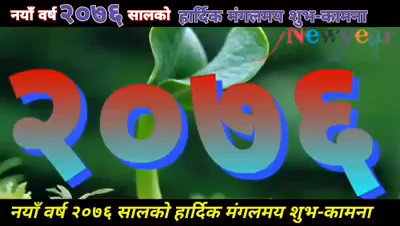 नयाँ वर्ष २०७६ सालको हार्दिक मंगलमय शुभ-कामना
Newyear
२०७६
नयाँ वर्ष २०७६ सालको हार्दिक मंगलमय शुभ-कामना